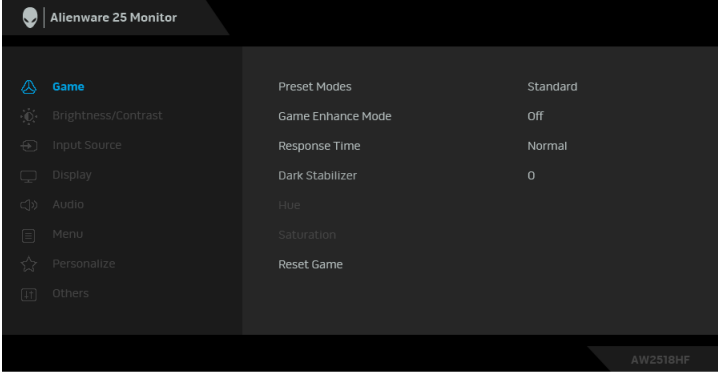 Alienware 25 Monitor
Game
Preset Modes Standard
Brightness/Contrast
Game Enhance Mode Off
Input Source
Response Time Normal
Display
Dark Stabilizer 0
Audio
Hue
Menu
Saturation
Personalize
Reset Game
Others
AW2518HF